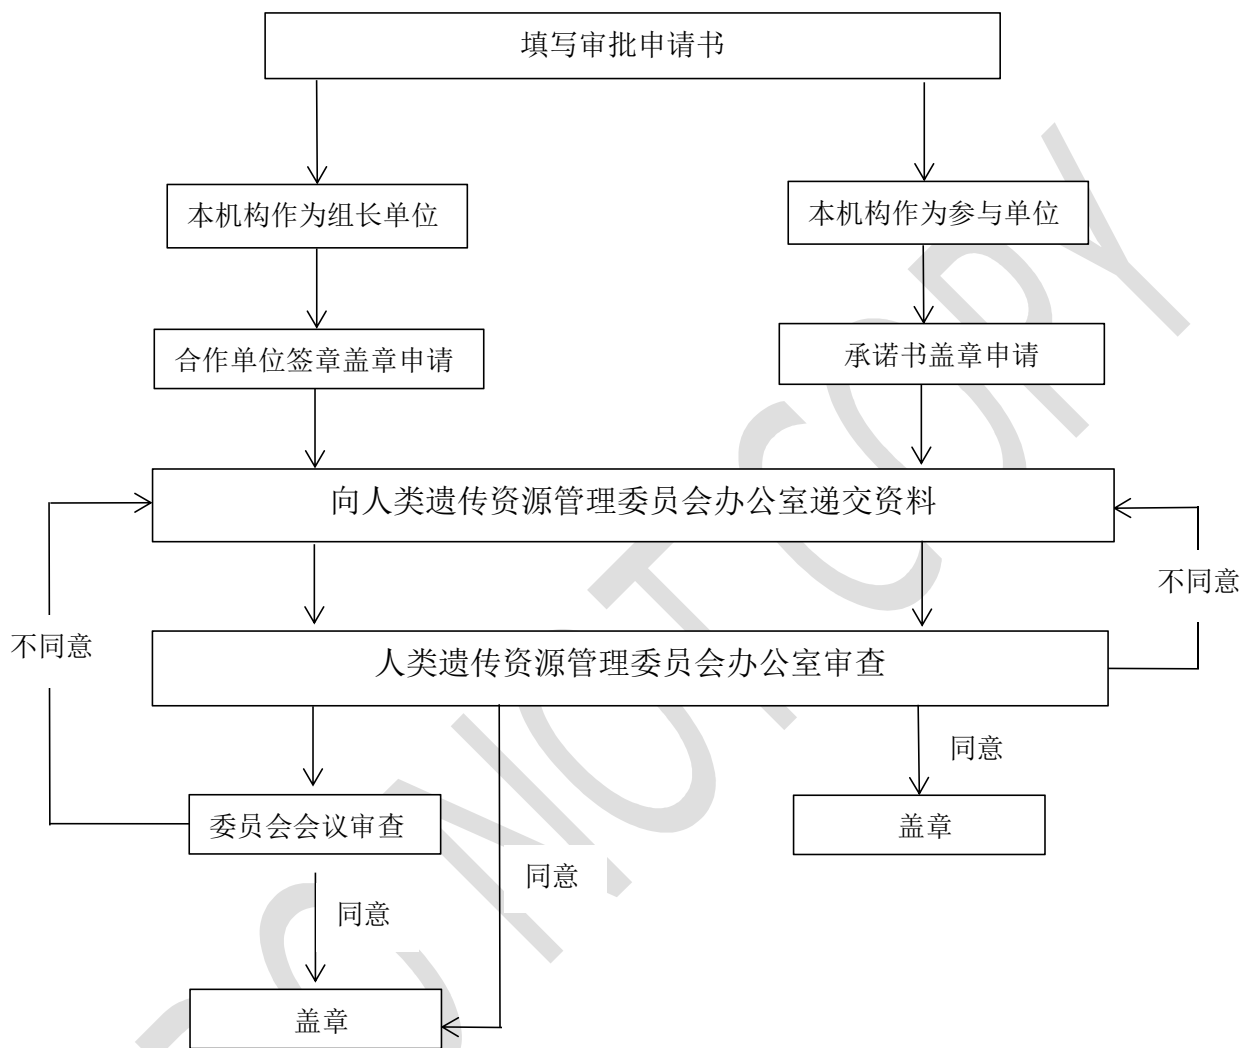 填写审批申请书
本机构作为组长单位
本机构作为参与单位
合作单位签章盖章申请
承诺书盖章申请
向人类遗传资源管理委员会办公室递交资料
不同意
不同意
人类遗传资源管理委员会办公室审查
同意
委员会会议审查
盖章
同意
同意
盖章
C NOT COPY